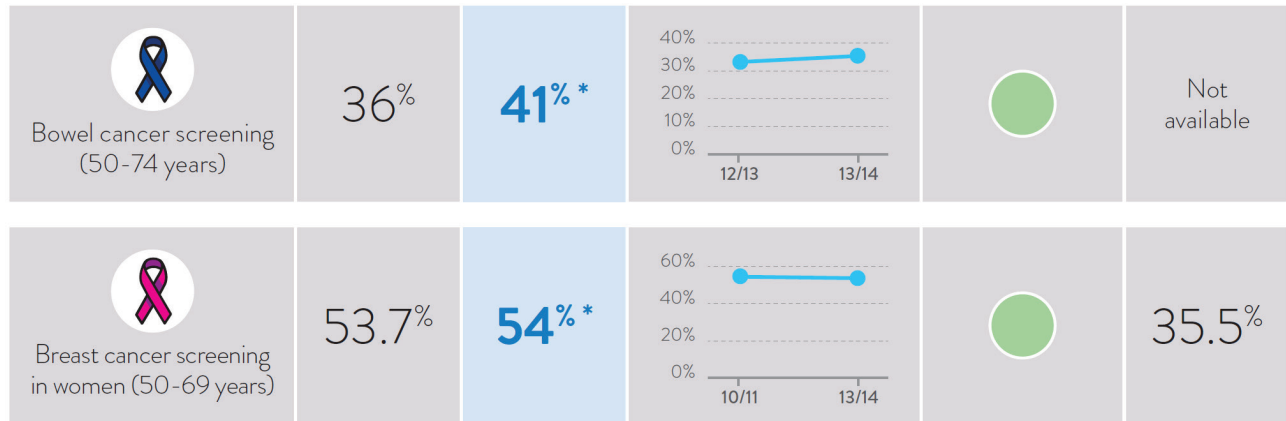 Bowel cancer screening
(50-74 years)
36%
41% *
40%
30%
20%
10%
0%
12/13 13/14
Not
available
Breast cancer screening
in women (50-69 years)
53.7%
54% *
60%
40%
20%
0%
10/11 13/14
35.5%